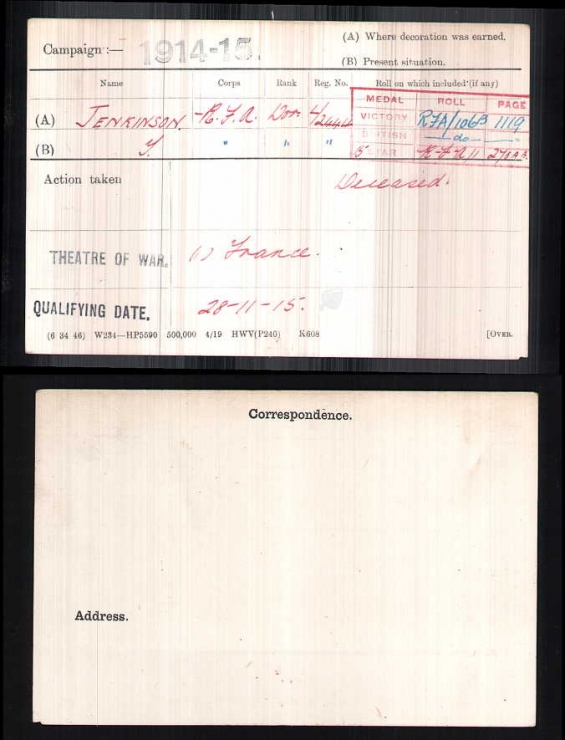 (A) Where decoration was earned.
Campaign :— 1914-15.
(B) Present situation.
Name Corps Rank Reg. No. Roll on which included (if any)
MEDAL ROLL PAGE
(A) JENKINSON. R.F.A. VICTORY RFA/106B 1119
(B) " " " BRITISH - do - -
15 STAR
Action taken Deceased.
THEATRE OF WAR. (1) France.
QUALIFYING DATE. 28-11-15.
(6 34 46) W234—HP5590 500,000 4/19 HWV(P240) K608 [OVER.
Correspondence.
Address.